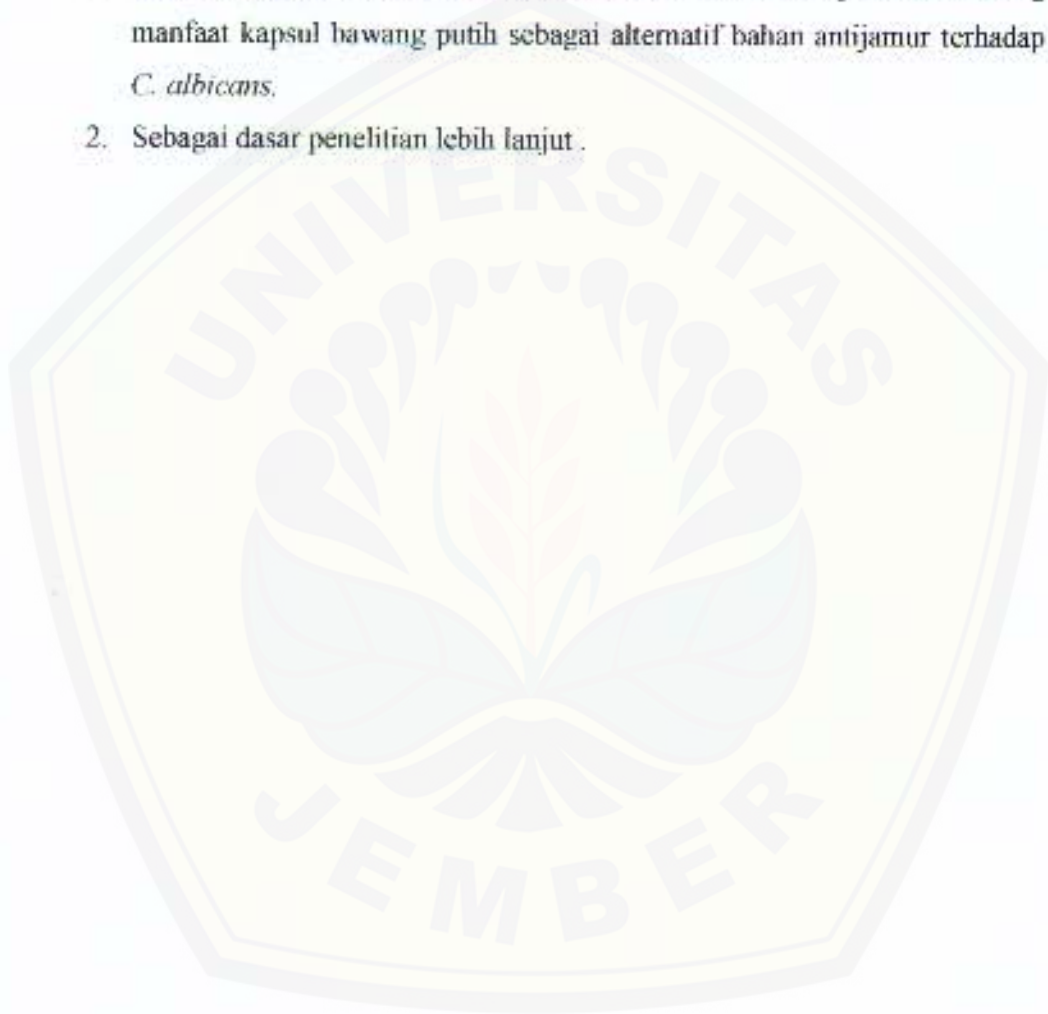 manfaat kapsul bawang putih sebagai alternatif bahan antijamur terhadap
C. albicans.
2. Sebagai dasar penelitian lebih lanjut .
UNIVERSITAS
JEMBER